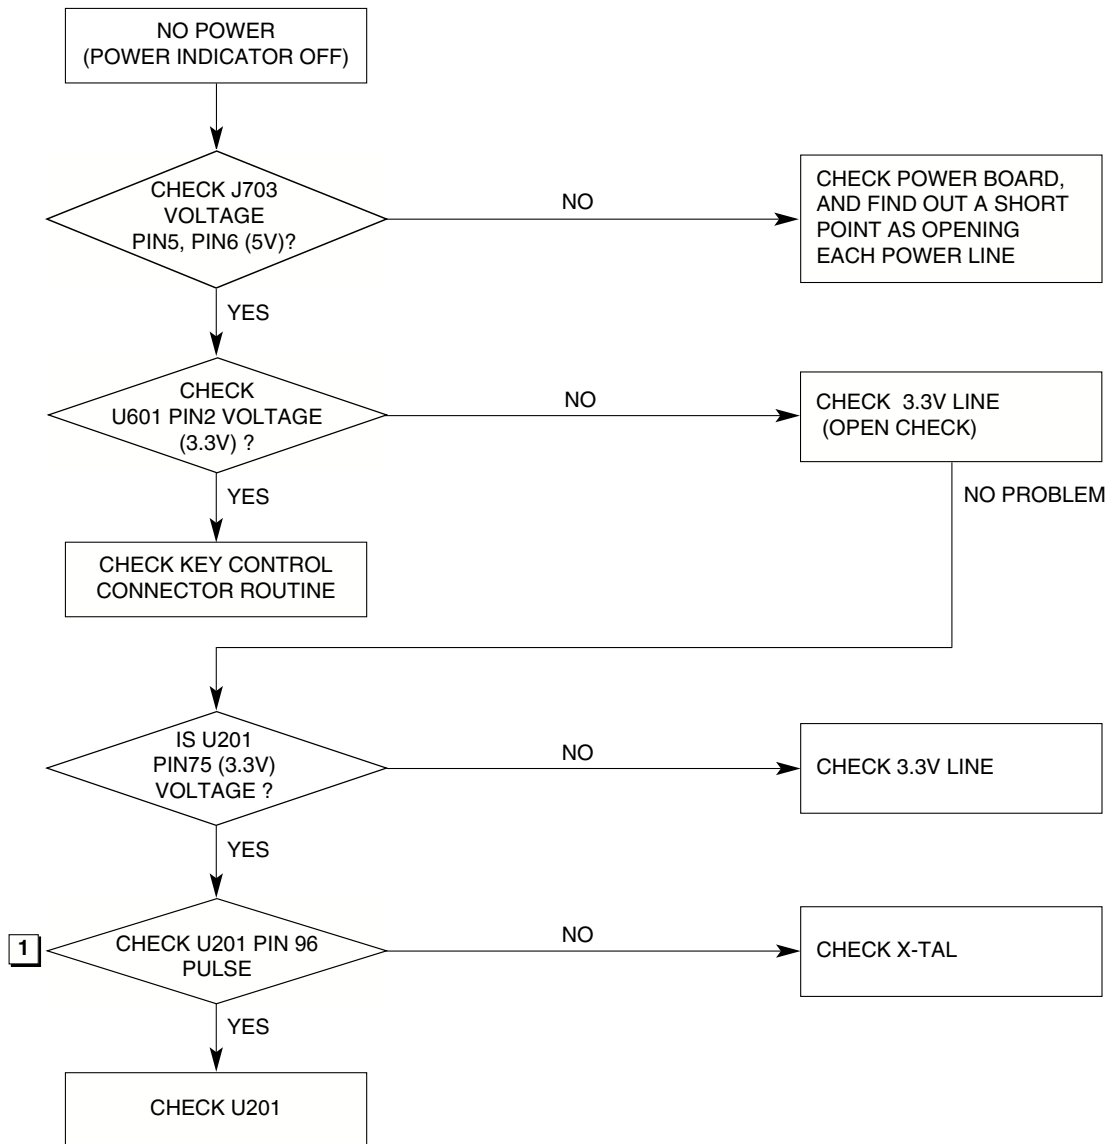 NO POWER
(POWER INDICATOR OFF)
CHECK J703
VOLTAGE
PIN5, PIN6 (5V)?
NO
CHECK POWER BOARD,
AND FIND OUT A SHORT
POINT AS OPENING
EACH POWER LINE
YES
CHECK
U601 PIN2 VOLTAGE
(3.3V) ?
NO
CHECK 3.3V LINE
(OPEN CHECK)
YES
NO PROBLEM
CHECK KEY CONTROL
CONNECTOR ROUTINE
IS U201
PIN75 (3.3V)
VOLTAGE ?
NO
CHECK 3.3V LINE
YES
1
CHECK U201 PIN 96
PULSE
NO
CHECK X-TAL
YES
CHECK U201